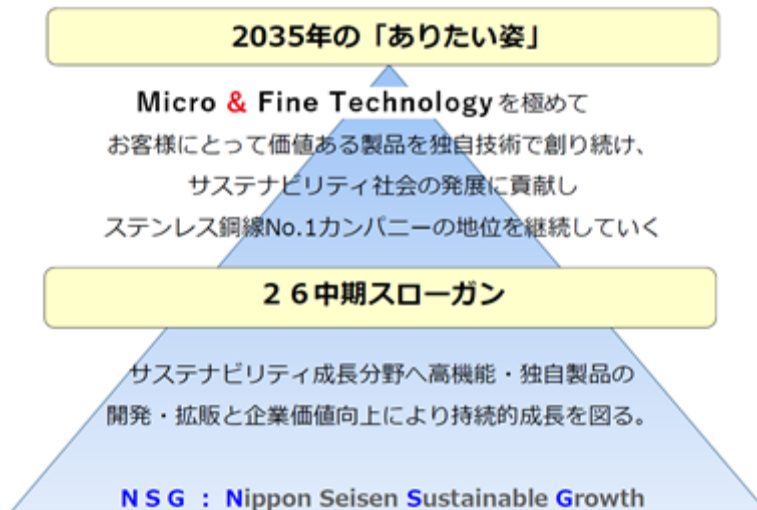 2035年の「ありたい姿」
Micro & Fine Technologyを極めて
お客様にとって価値ある製品を独自技術で創り続け、
サステナビリティ社会の発展に貢献し
ステンレス鋼線No.1カンパニーの地位を継続していく
２６中期スローガン
サステナビリティ成長分野へ高機能・独自製品の
開発・拡販と企業価値向上により持続的成長を図る。
ＮＳＧ： Nippon Seisen Sustainable Growth